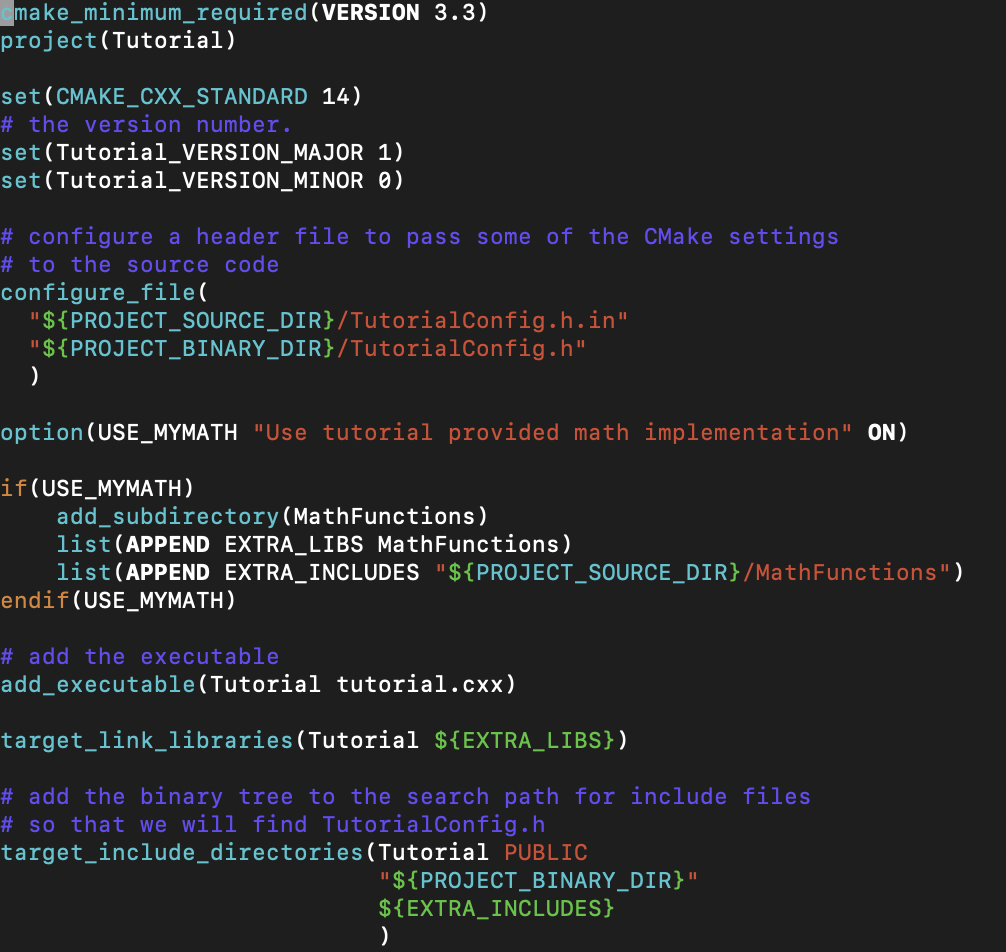 cmake_minimum_required(VERSION 3.3)
project(Tutorial)

set(CMAKE_CXX_STANDARD 14)
# the version number.
set(Tutorial_VERSION_MAJOR 1)
set(Tutorial_VERSION_MINOR 0)

# configure a header file to pass some of the CMake settings
# to the source code
configure_file(
  "${PROJECT_SOURCE_DIR}/TutorialConfig.h.in"
  "${PROJECT_BINARY_DIR}/TutorialConfig.h"
  )

option(USE_MYMATH "Use tutorial provided math implementation" ON)

if(USE_MYMATH)
    add_subdirectory(MathFunctions)
    list(APPEND EXTRA_LIBS MathFunctions)
    list(APPEND EXTRA_INCLUDES "${PROJECT_SOURCE_DIR}/MathFunctions")
endif(USE_MYMATH)

# add the executable
add_executable(Tutorial tutorial.cxx)

target_link_libraries(Tutorial ${EXTRA_LIBS})

# add the binary tree to the search path for include files
# so that we will find TutorialConfig.h
target_include_directories(Tutorial PUBLIC
                           "${PROJECT_BINARY_DIR}"
                           ${EXTRA_INCLUDES}
                           )